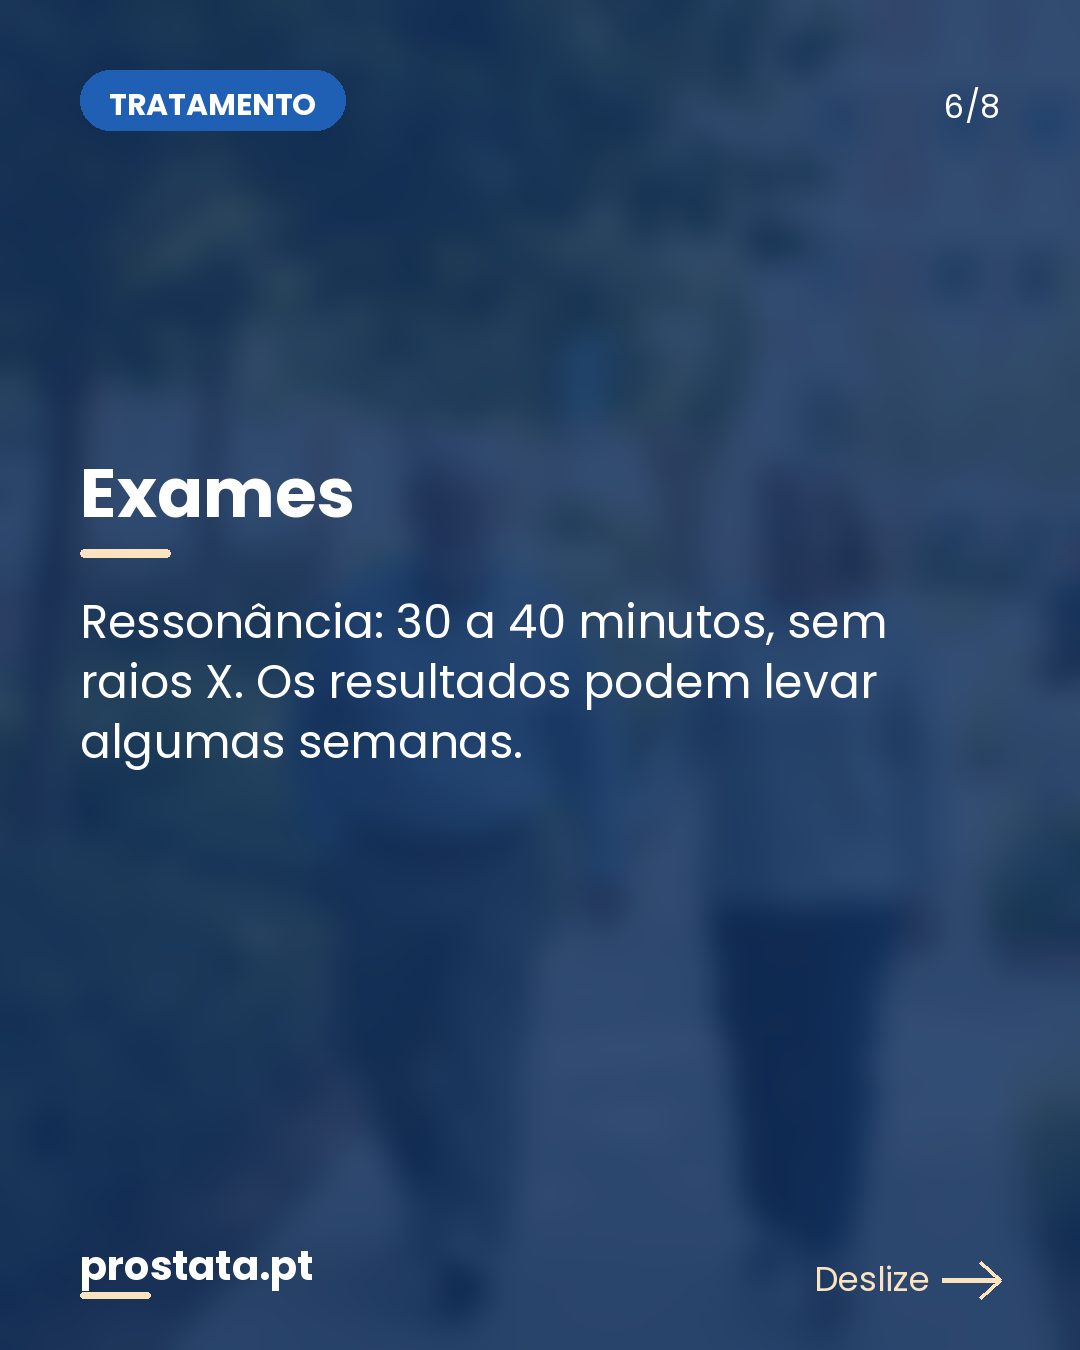 TRATAMENTO
6/8
Exames
Ressonância: 30 a 40 minutos, sem
raios X. Os resultados podem levar
algumas semanas.
prostata.pt
Deslize